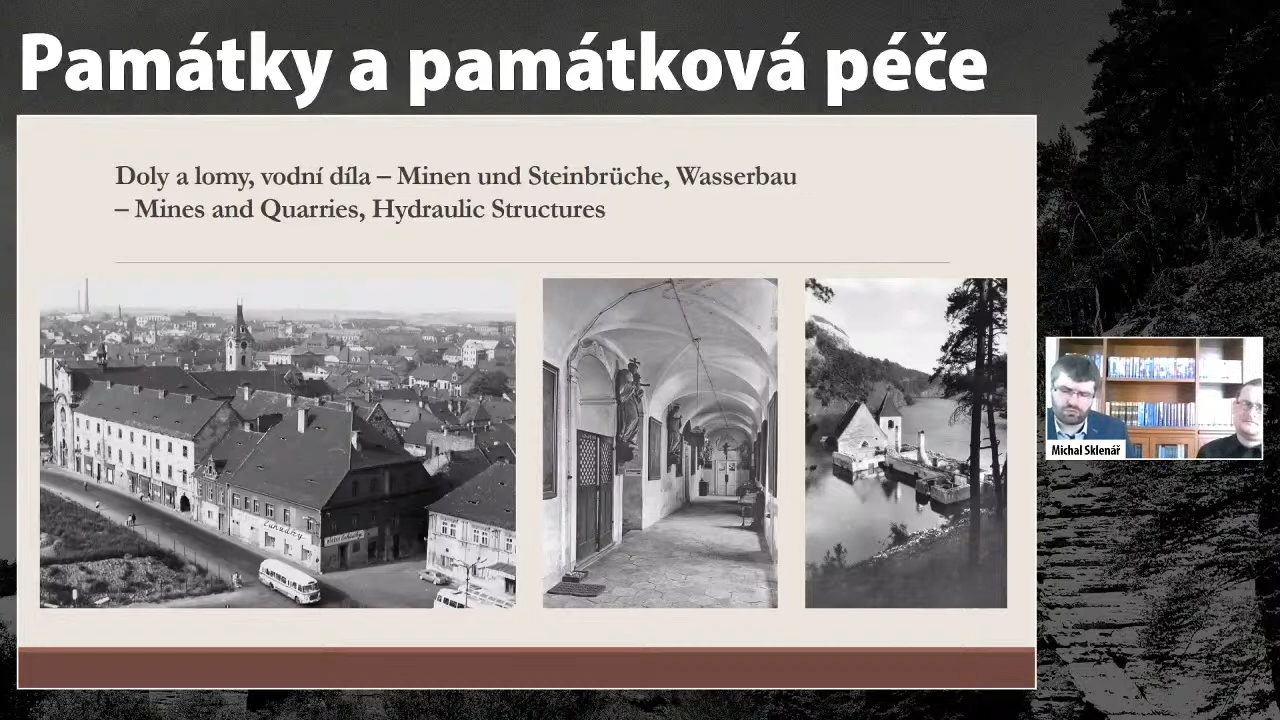 Památky a památková péče
Doly a lomy, vodní díla – Minen und Steinbrüche, Wasserbau
– Mines and Quarries, Hydraulic Structures
Michal Sklenář